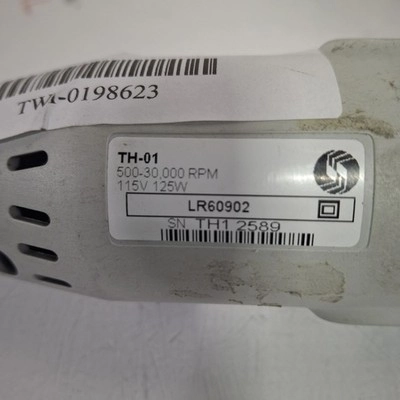 TWI-0198623
TH-01
500-30,000 RPM
115V 125W
LR60902
SN TH1 2589